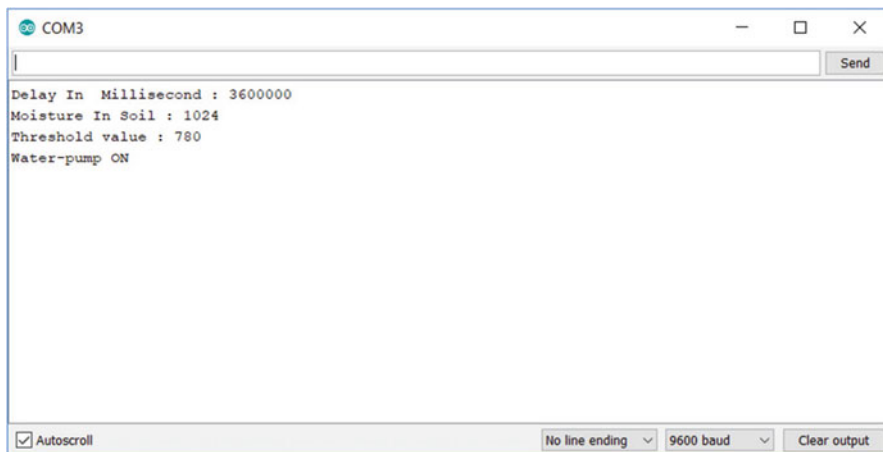 COM3
Send
Delay In  Millisecond : 3600000
Moisture In Soil : 1024
Threshold value : 780
Water-pump ON
Autoscroll
No line ending
9600 baud
Clear output